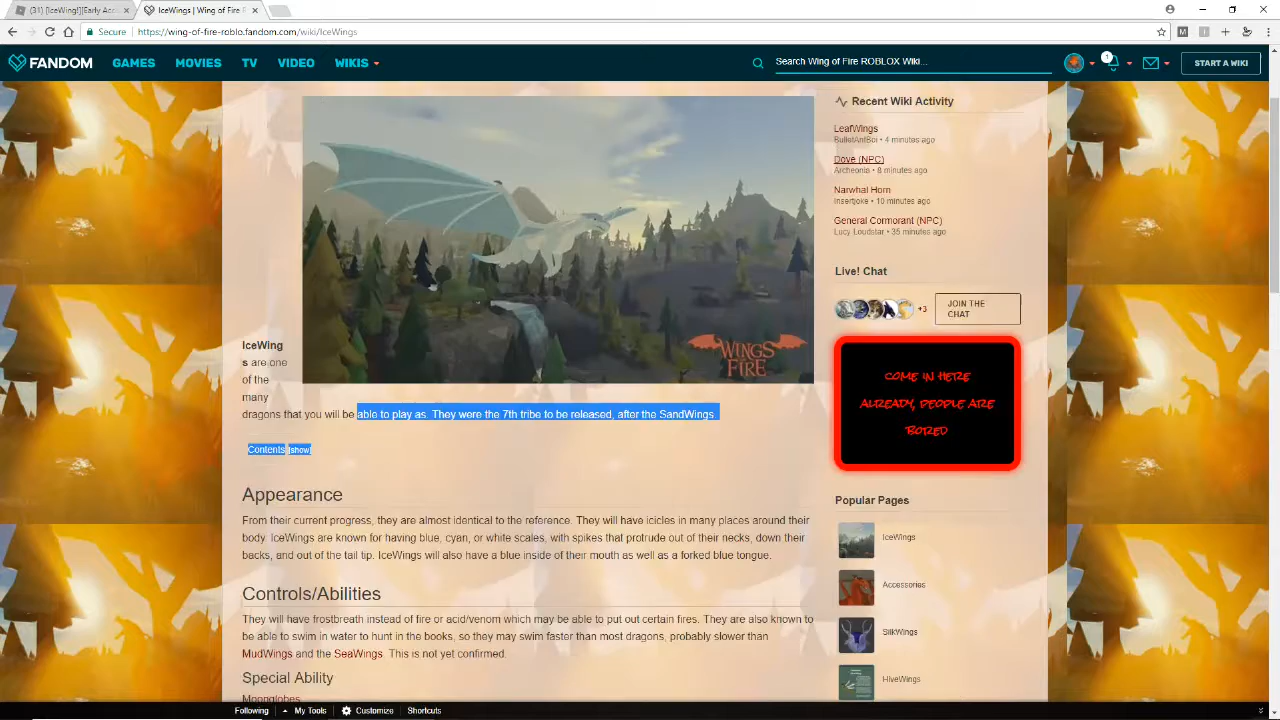 (31) [IceWing!][Early Acc
IceWings | Wing of Fire F
Secure
https://wing-of-fire-roblo.fandom.com/wiki/IceWings
FANDOM
GAMES
MOVIES
TV
VIDEO
WIKIS
Search Wing of Fire ROBLOX Wiki...
1
START A WIKI
WINGS
FIRE
IceWing
s are one
of the
many
dragons that you will be able to play as. They were the 7th tribe to be released, after the SandWings.
Contents [show]
Appearance
From their current progress, they are almost identical to the reference. They will have icicles in many places around their
body. IceWings are known for having blue, cyan, or white scales, with spikes that protrude out of their necks, down their
backs, and out of the tail tip. IceWings will also have a blue inside of their mouth as well as a forked blue tongue.
Controls/Abilities
They will have frostbreath instead of fire or acid/venom which may be able to put out certain fires. They are also known to
be able to swim in water to hunt in the books, so they may swim faster than most dragons, probably slower than
MudWings and the SeaWings. This is not yet confirmed.
Special Ability
Moonglobes
Recent Wiki Activity
LeafWings
BulletAntBoi • 4 minutes ago
Dove (NPC)
Archeonia • 8 minutes ago
Narwhal Horn
Insertjoke • 10 minutes ago
General Cormorant (NPC)
Lucy Loudstar • 35 minutes ago
Live! Chat
+3
JOIN THE
CHAT
COME IN HERE
ALREADY, PEOPLE ARE
BORED
Popular Pages
IceWings
Accessories
SilkWings
HiveWings
Following
My Tools
Customize
Shortcuts